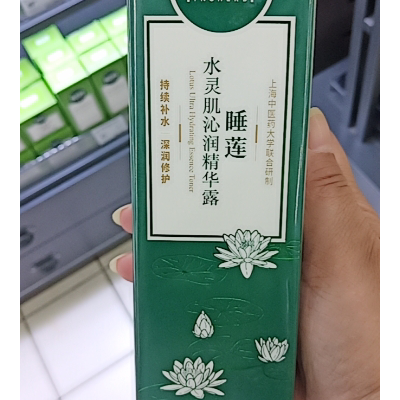 上海中医药大学联合研制
睡莲
水灵肌沁润精华露
Lotus Ultra Hydrating Essence Toner
持续补水 深润修护